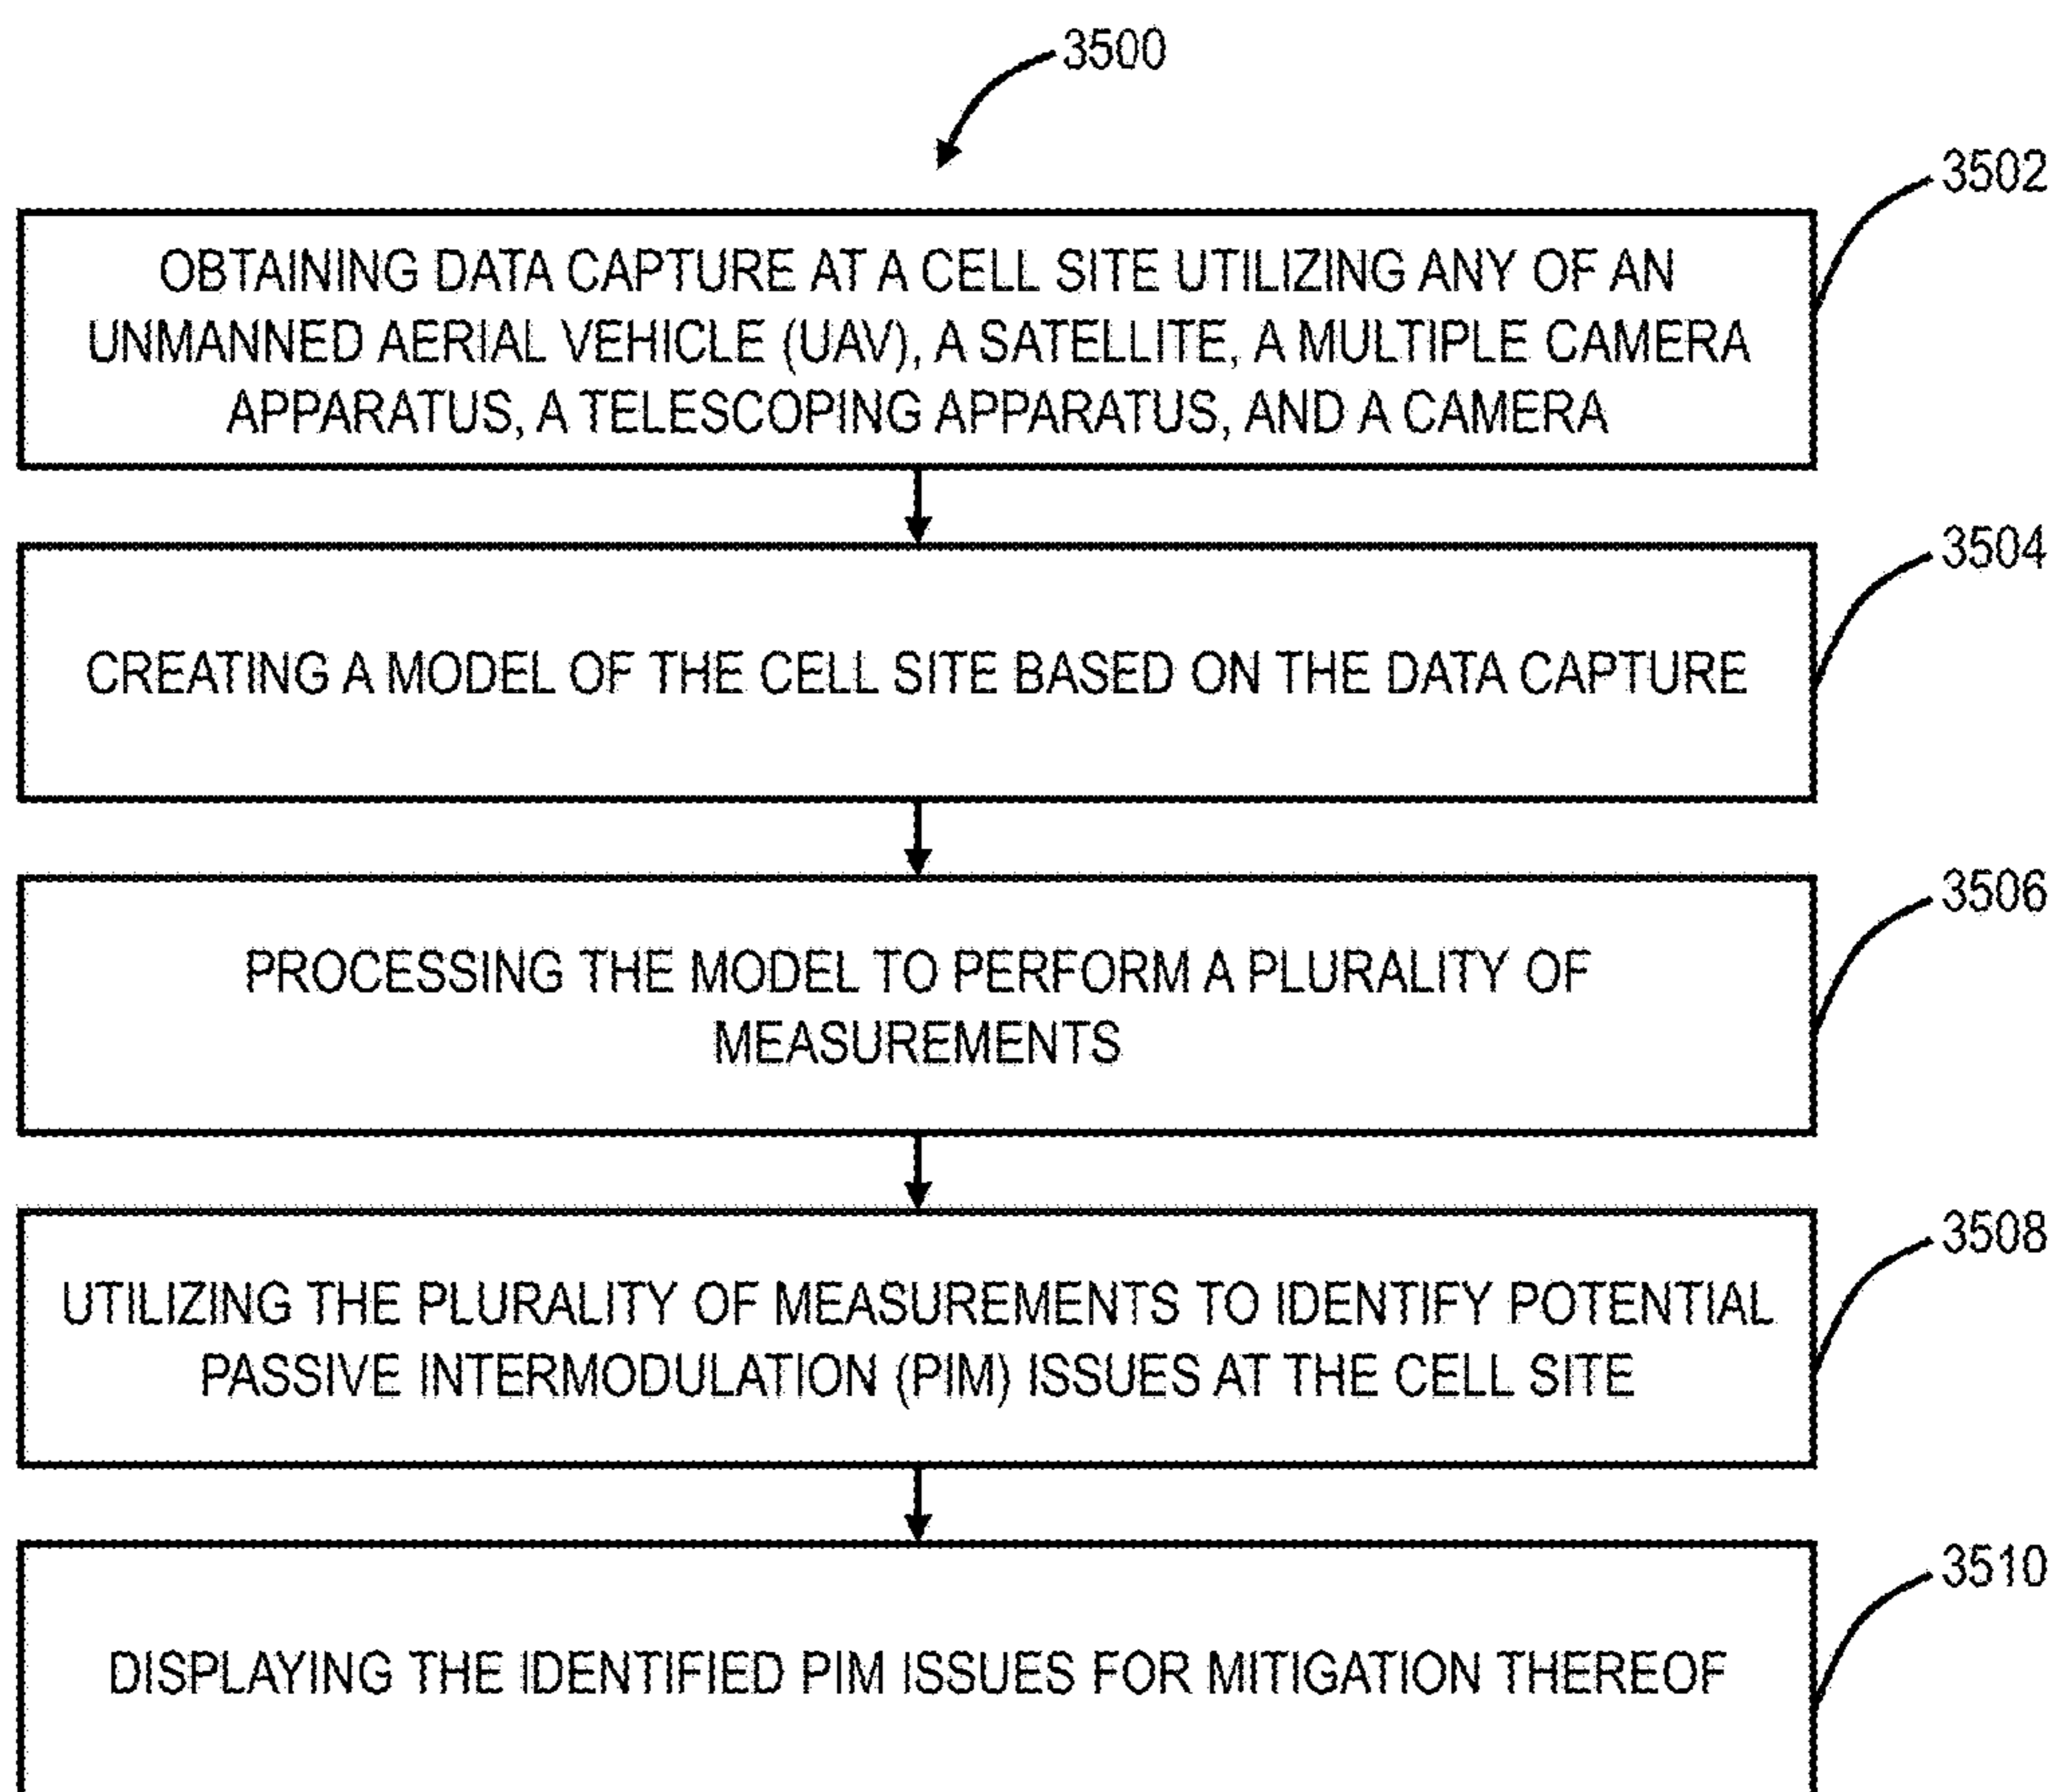 3500
3502
OBTAINING DATA CAPTURE AT A CELL SITE UTILIZING ANY OF AN
UNMANNED AERIAL VEHICLE (UAV), A SATELLITE, A MULTIPLE CAMERA
APPARATUS, A TELESCOPING APPARATUS, AND A CAMERA
3504
CREATING A MODEL OF THE CELL SITE BASED ON THE DATA CAPTURE
3506
PROCESSING THE MODEL TO PERFORM A PLURALITY OF
MEASUREMENTS
3508
UTILIZING THE PLURALITY OF MEASUREMENTS TO IDENTIFY POTENTIAL
PASSIVE INTERMODULATION (PIM) ISSUES AT THE CELL SITE
3510
DISPLAYING THE IDENTIFIED PIM ISSUES FOR MITIGATION THEREOF